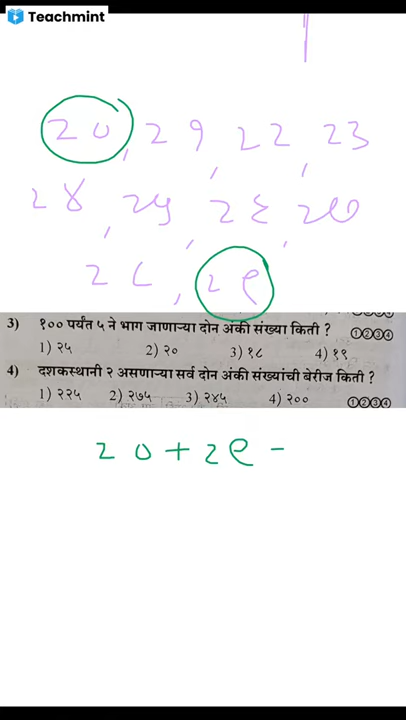 Teachmint
२०, २१, २२, २३
२४, २५, २६, २७
२८, २९
3) १०० पर्यंत ५ ने भाग जाणाऱ्या दोन अंकी संख्या किती ? ①②③④
1) २५ 2) २० 3) १८ 4) १९
4) दशकस्थानी २ असणाऱ्या सर्व दोन अंकी संख्यांची बेरीज किती ?
1) २२५ 2) २७५ 3) २४५ 4) २०० ①②③④
२०+२९ -